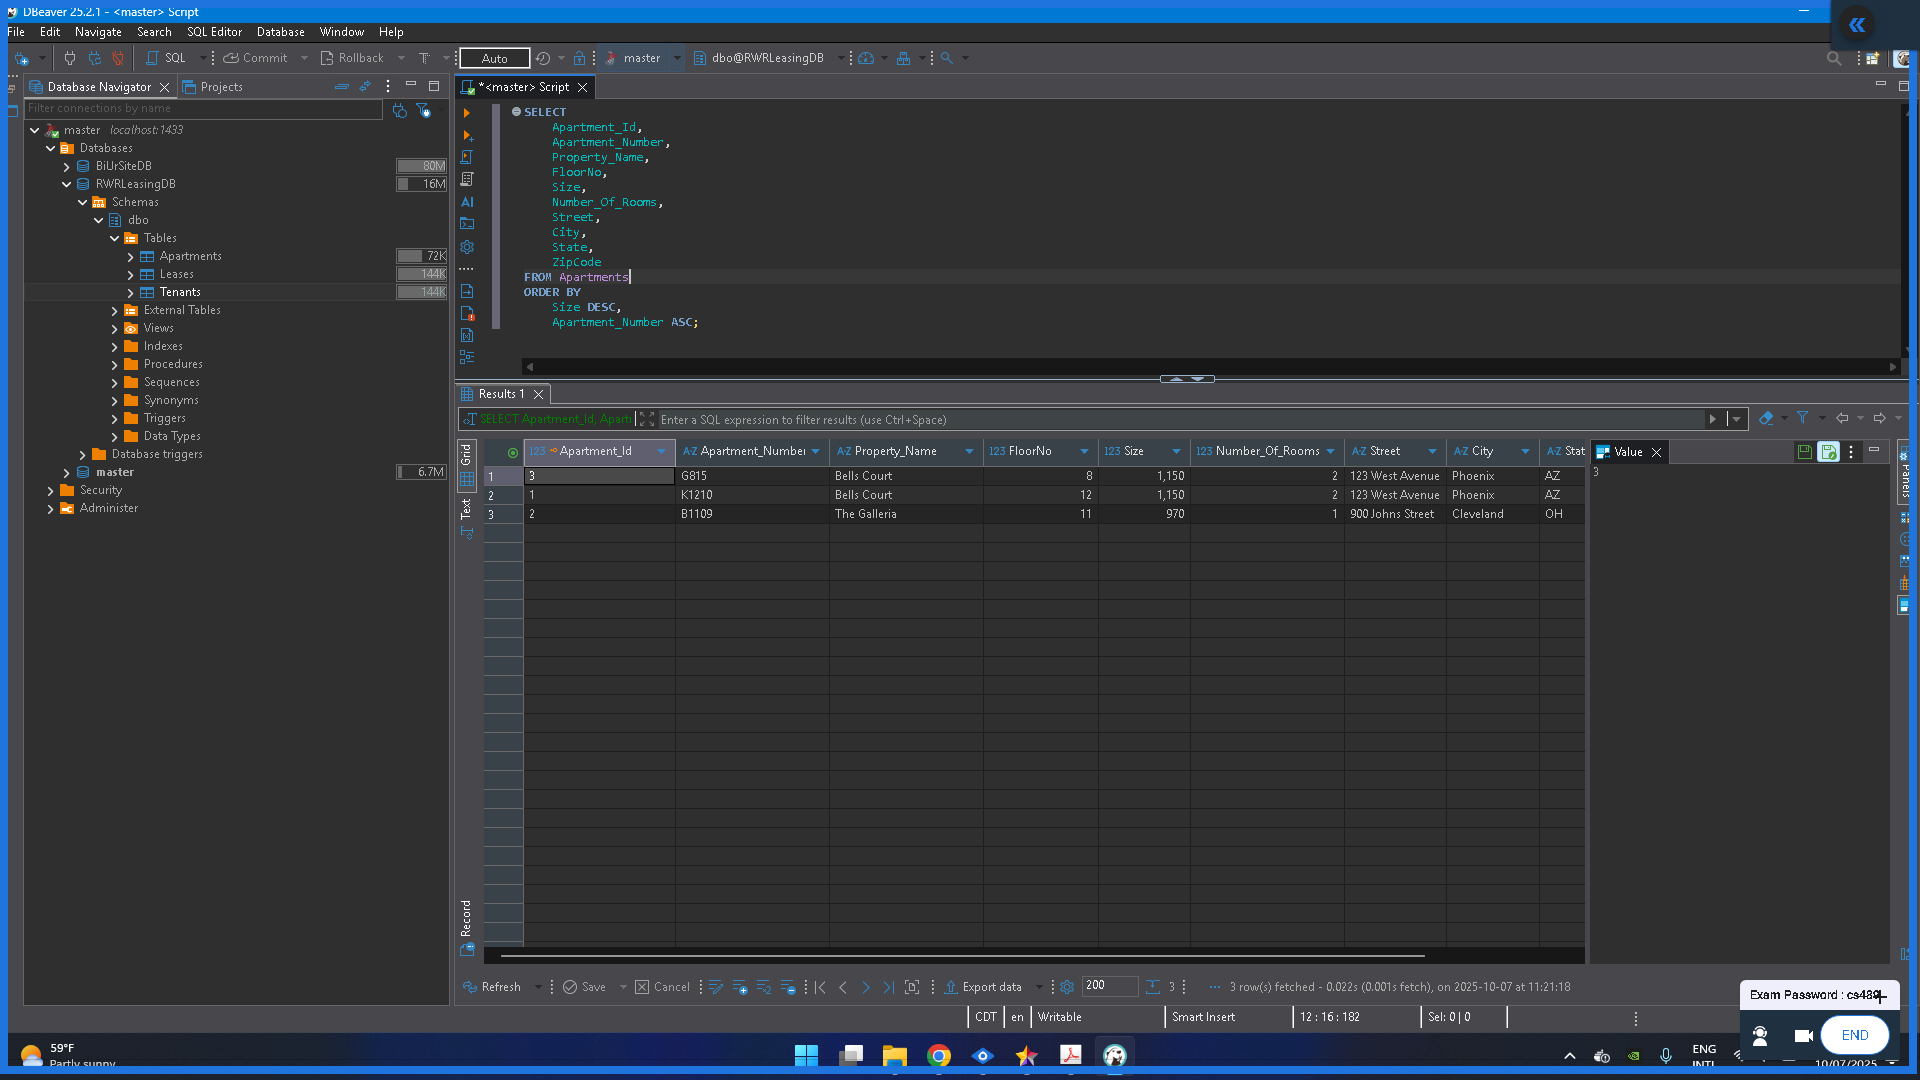 DBeaver 25.2.1 - <master> Script
File Edit Navigate Search SQL Editor Database Window Help
SQL Commit Rollback Auto master dbo@RWRLeasingDB
Database Navigator Projects
Filter connections by name
master localhost:1433
Databases
BiUrSiteDB 80M
RWRLeasingDB 16M
Schemas
dbo
Tables
Apartments 72K
Leases 144K
Tenants 144K
External Tables
Views
Indexes
Procedures
Sequences
Synonyms
Triggers
Data Types
Database triggers
master 6.7M
Security
Administer
*<master> Script
AI
SELECT
Apartment_Id,
Apartment_Number,
Property_Name,
FloorNo,
Size,
Number_Of_Rooms,
Street,
City,
State,
ZipCode
FROM Apartments
ORDER BY
Size DESC,
Apartment_Number ASC;
Results 1
SELECT Apartment_Id, Apart Enter a SQL expression to filter results (use Ctrl+Space)
Grid
Text
Record
123 Apartment_Id A-Z Apartment_Number A-Z Property_Name 123 FloorNo 123 Size 123 Number_Of_Rooms A-Z Street A-Z City A-Z Stat
1 3 G815 Bells Court 8 1,150 2 123 West Avenue Phoenix AZ
2 1 K1210 Bells Court 12 1,150 2 123 West Avenue Phoenix AZ
3 2 B1109 The Galleria 11 970 1 900 Johns Street Cleveland OH
Value
3
Panels
Refresh Save Cancel Export data 200 3 3 row(s) fetched - 0.022s (0.001s fetch), on 2025-10-07 at 11:21:18
CDT en Writable Smart Insert 12 : 16 : 182 Sel: 0 | 0
Exam Password :
END
59°F
Partly sunny
ENG
INTL
10/07/2025